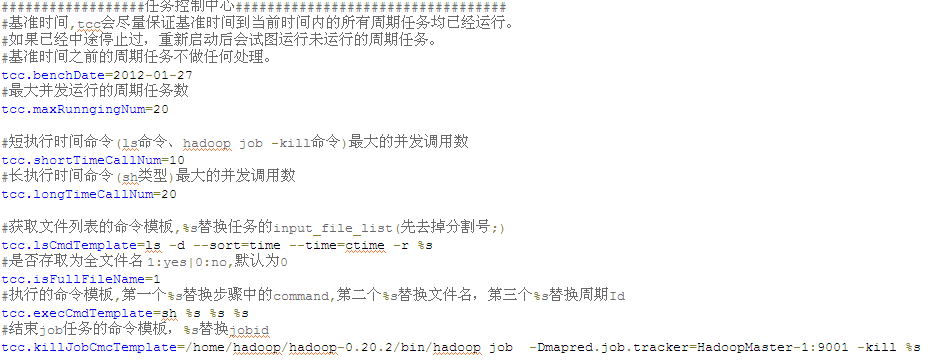 ##################任务控制中心##################################
#基准时间,tcc会尽量保证基准时间到当前时间内的所有周期任务均已经运行。
#如果已经中途停止过，重新启动后会试图运行未运行的周期任务。
#基准时间之前的周期任务不做任何处理。
tcc.benchDate=2012-01-27
#最大并发运行的周期任务数
tcc.maxRunngingNum=20
#短执行时间命令(ls命令、hadoop job -kill命令)最大的并发调用数
tcc.shortTimeCallNum=10
#长执行时间命令(sh类型)最大的并发调用数
tcc.longTimeCallNum=20
#获取文件列表的命令模板,%s替换任务的input_file_list(先去掉分割号;)
tcc.lsCmdTemplate=ls -d --sort=time --time=ctime -r %s
#是否存取为全文件名 1:yes|0:no,默认为0
tcc.isFullFileName=1
#执行的命令模板,第一个%s替换步骤中的command,第二个%s替换文件名，第三个%s替换周期Id
tcc.execCmdTemplate=sh %s %s %s
#结束job任务的命令模板，%s替换jobid
tcc.killJobCmcTemplate=/home/hadoop/hadoop-0.20.2/bin/hadoop job  -Dmapred.job.tracker=HadoopMaster-1:9001 -kill %s